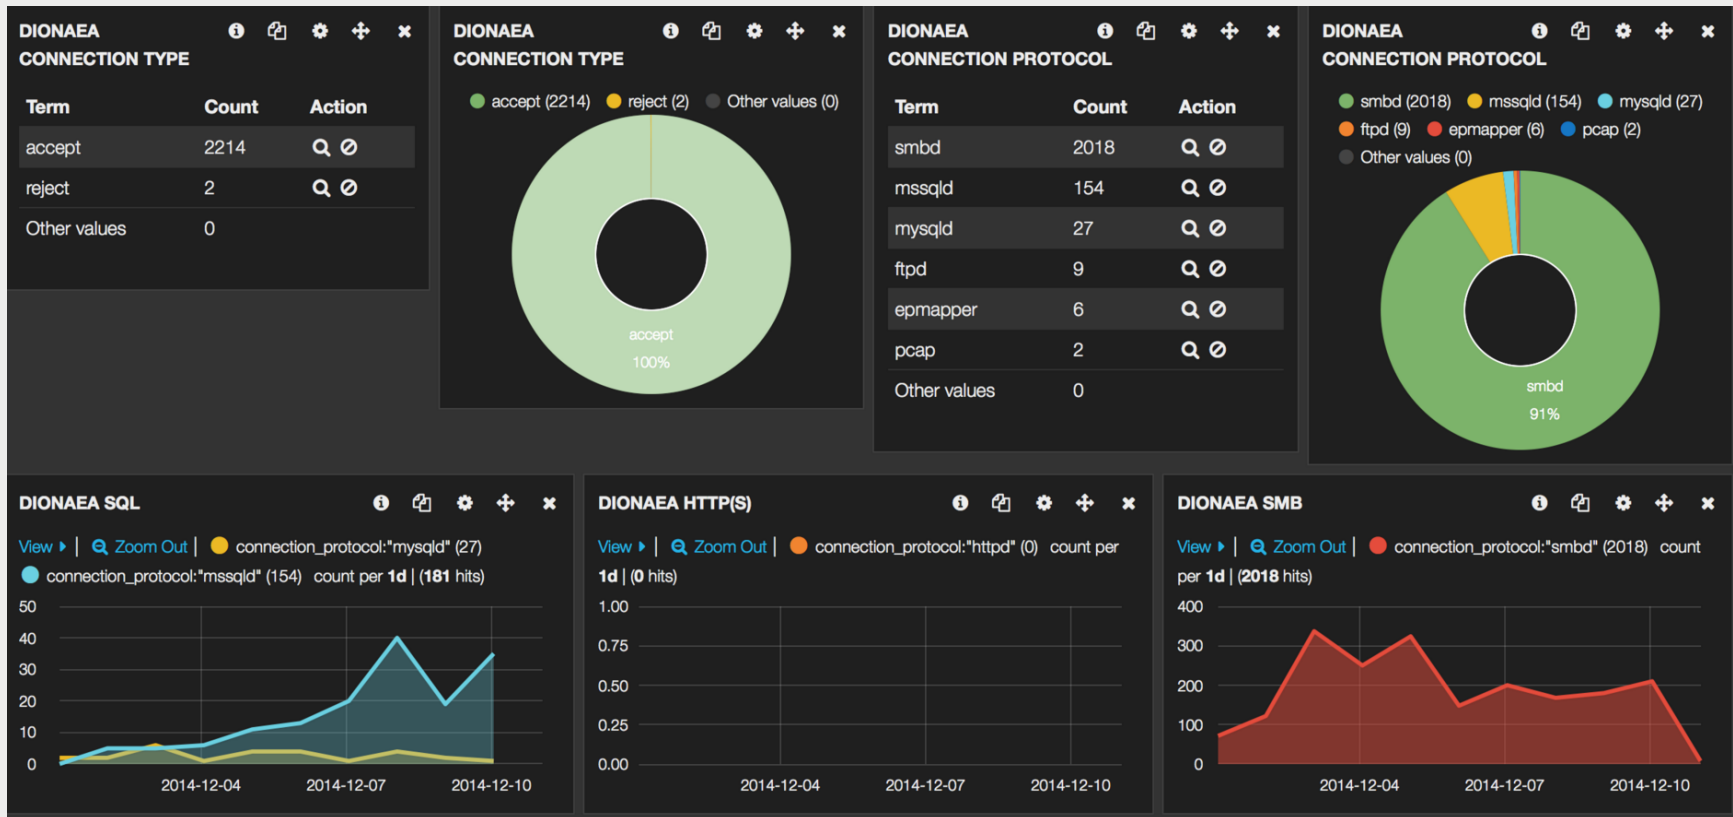 DIONAEA
CONNECTION TYPE
Term Count Action
accept 2214
reject 2
Other values 0
DIONAEA
CONNECTION TYPE
accept (2214) reject (2) Other values (0)
accept
100%
DIONAEA
CONNECTION PROTOCOL
Term Count Action
smbd 2018
mssqld 154
mysqld 27
ftpd 9
epmapper 6
pcap 2
Other values 0
DIONAEA
CONNECTION PROTOCOL
smbd (2018) mssqld (154) mysqld (27)
ftpd (9) epmapper (6) pcap (2)
Other values (0)
smbd
91%
DIONAEA SQL
View | Zoom Out | connection_protocol:"mysqld" (27)
connection_protocol:"mssqld" (154) count per 1d | (181 hits)
50
40
30
20
10
0
2014-12-04 2014-12-07 2014-12-10
DIONAEA HTTP(S)
View | Zoom Out | connection_protocol:"httpd" (0) count per
1d | (0 hits)
1.00
0.75
0.50
0.25
0.00
2014-12-04 2014-12-07 2014-12-10
DIONAEA SMB
View | Zoom Out | connection_protocol:"smbd" (2018) count
per 1d | (2018 hits)
400
300
200
100
0
2014-12-04 2014-12-07 2014-12-10